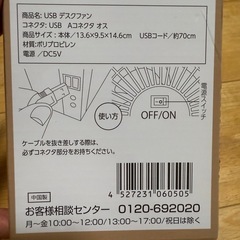 商品名: USB デスクファン
コネクタ: USB Aコネクタ オス
商品サイズ: 本体/13.6×9.5×14.6cm USBコード/約70cm
材質/ポリプロピレン
電源/DC5V
電源スイッチ
使い方
OFF/ON
ケーブルを抜き差しする際は、
必ずコネクタ部分をお持ちください。
中国製
4 527231 060505
お客様相談センター 0120-692020
月〜金10:00〜12:00/13:00〜17:00/祝日は除く